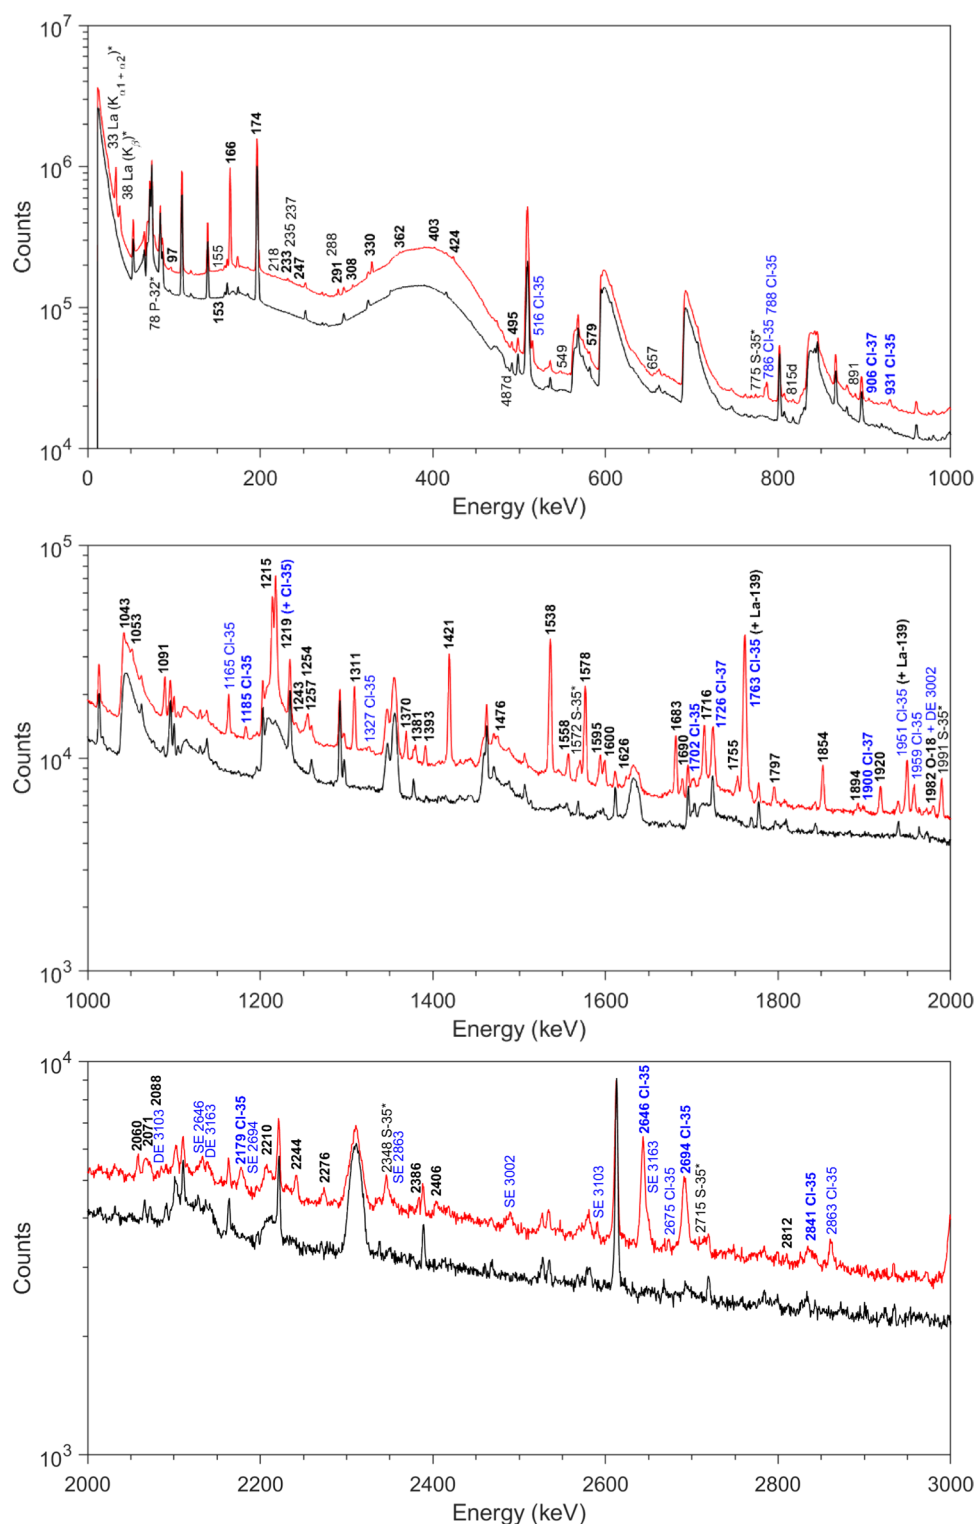 10^7
10^6
10^5
10^4
Counts
33 La (K_α1 + α2)*
38 La (K_β)*
78 P-32*
97
153
155
166
174
218
233
235 237
247
288
291
308
330
362
403
424
487d
495
516 Cl-35
549
579
657
775 S-35*
786 Cl-35 788 Cl-35
815d
891
906 Cl-37
931 Cl-35
0
200
400
600
800
1000
Energy (keV)
10^5
10^4
10^3
Counts
1043
1053
1091
1165 Cl-35
1185 Cl-35
1215
1219 (+ Cl-35)
1243
1257 1254
1311
1327 Cl-35
1370
1381
1393
1421
1476
1538
1558
1572 S-35*
1578
1595
1600
1626
1683
1690
1702 Cl-35
1716
1726 Cl-37
1755
1763 Cl-35 (+ La-139)
1797
1854
1894
1900 Cl-37
1920
1951 Cl-35 (+ La-139)
1959 Cl-35
1982 O-18 + DE 3002
1991 S-35*
1000
1200
1400
1600
1800
2000
Energy (keV)
10^4
10^3
Counts
2060
2071
DE 3103 2088
SE 2646
DE 3163
2179 Cl-35
SE 2694
2210
2244
2276
2348 S-35*
SE 2863
2386
2406
SE 3002
SE 3103
2646 Cl-35
SE 3163
2675 Cl-35
2694 Cl-35
2715 S-35*
2812
2841 Cl-35
2863 Cl-35
2000
2200
2400
2600
2800
3000
Energy (keV)